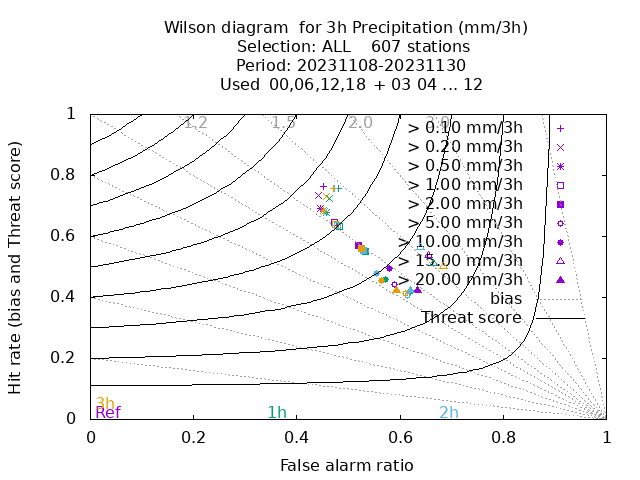 Wilson diagram for 3h Precipitation (mm/3h)
Selection: ALL 607 stations
Period: 20231108-20231130
Used 00,06,12,18 + 03 04 ... 12
Hit rate (bias and Threat score)
1
0.8
0.6
0.4
0.2
0
1.2
1.5
2.0
3.0
> 0.10 mm/3h
> 0.20 mm/3h
> 0.50 mm/3h
> 1.00 mm/3h
> 2.00 mm/3h
> 5.00 mm/3h
> 10.00 mm/3h
> 15.00 mm/3h
> 20.00 mm/3h
bias
Threat score
3h
Ref
1h
2h
0
0.2
0.4
0.6
0.8
1
False alarm ratio